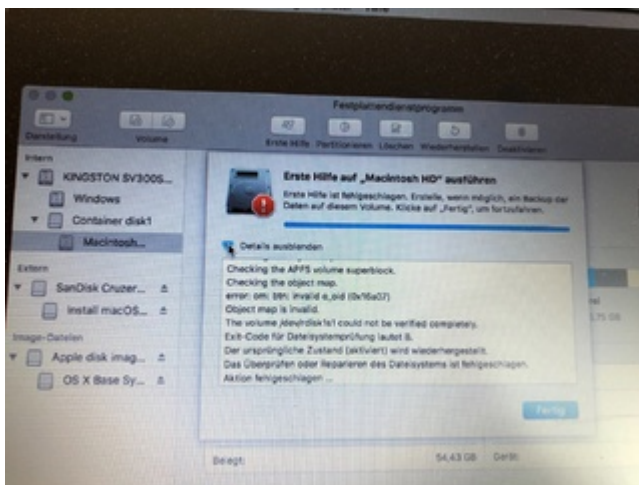 Festplattendienstprogramm
Darstellung
Volume
Erste Hilfe
Partitionieren
Löschen
Wiederherstellen
Deaktivieren
Intern
KINGSTON SV300S...
Windows
Container disk1
Macintosh...
Extern
SanDisk Cruzer...
Install macOS...
Image-Dateien
Apple disk imag...
OS X Base Sy...
Erste Hilfe auf „Macintosh HD“ ausführen
Erste Hilfe ist fehlgeschlagen. Erstelle, wenn möglich, ein Backup der
Daten auf diesem Volume. Klicke auf „Fertig“, um fortzufahren.
Details ausblenden
Checking the APFS volume superblock.
Checking the object map.
error: om: btn: invalid o_oid (0x16a07)
Object map is invalid.
The volume /dev/rdisk1s1 could not be verified completely.
Exit-Code für Dateisystemprüfung lautet 8.
Der ursprüngliche Zustand (aktiviert) wird wiederhergestellt.
Das Überprüfen oder Reparieren des Dateisystems ist fehlgeschlagen.
Aktion fehlgeschlagen ...
Fertig
Belegt:
54,43 GB
Gerät: